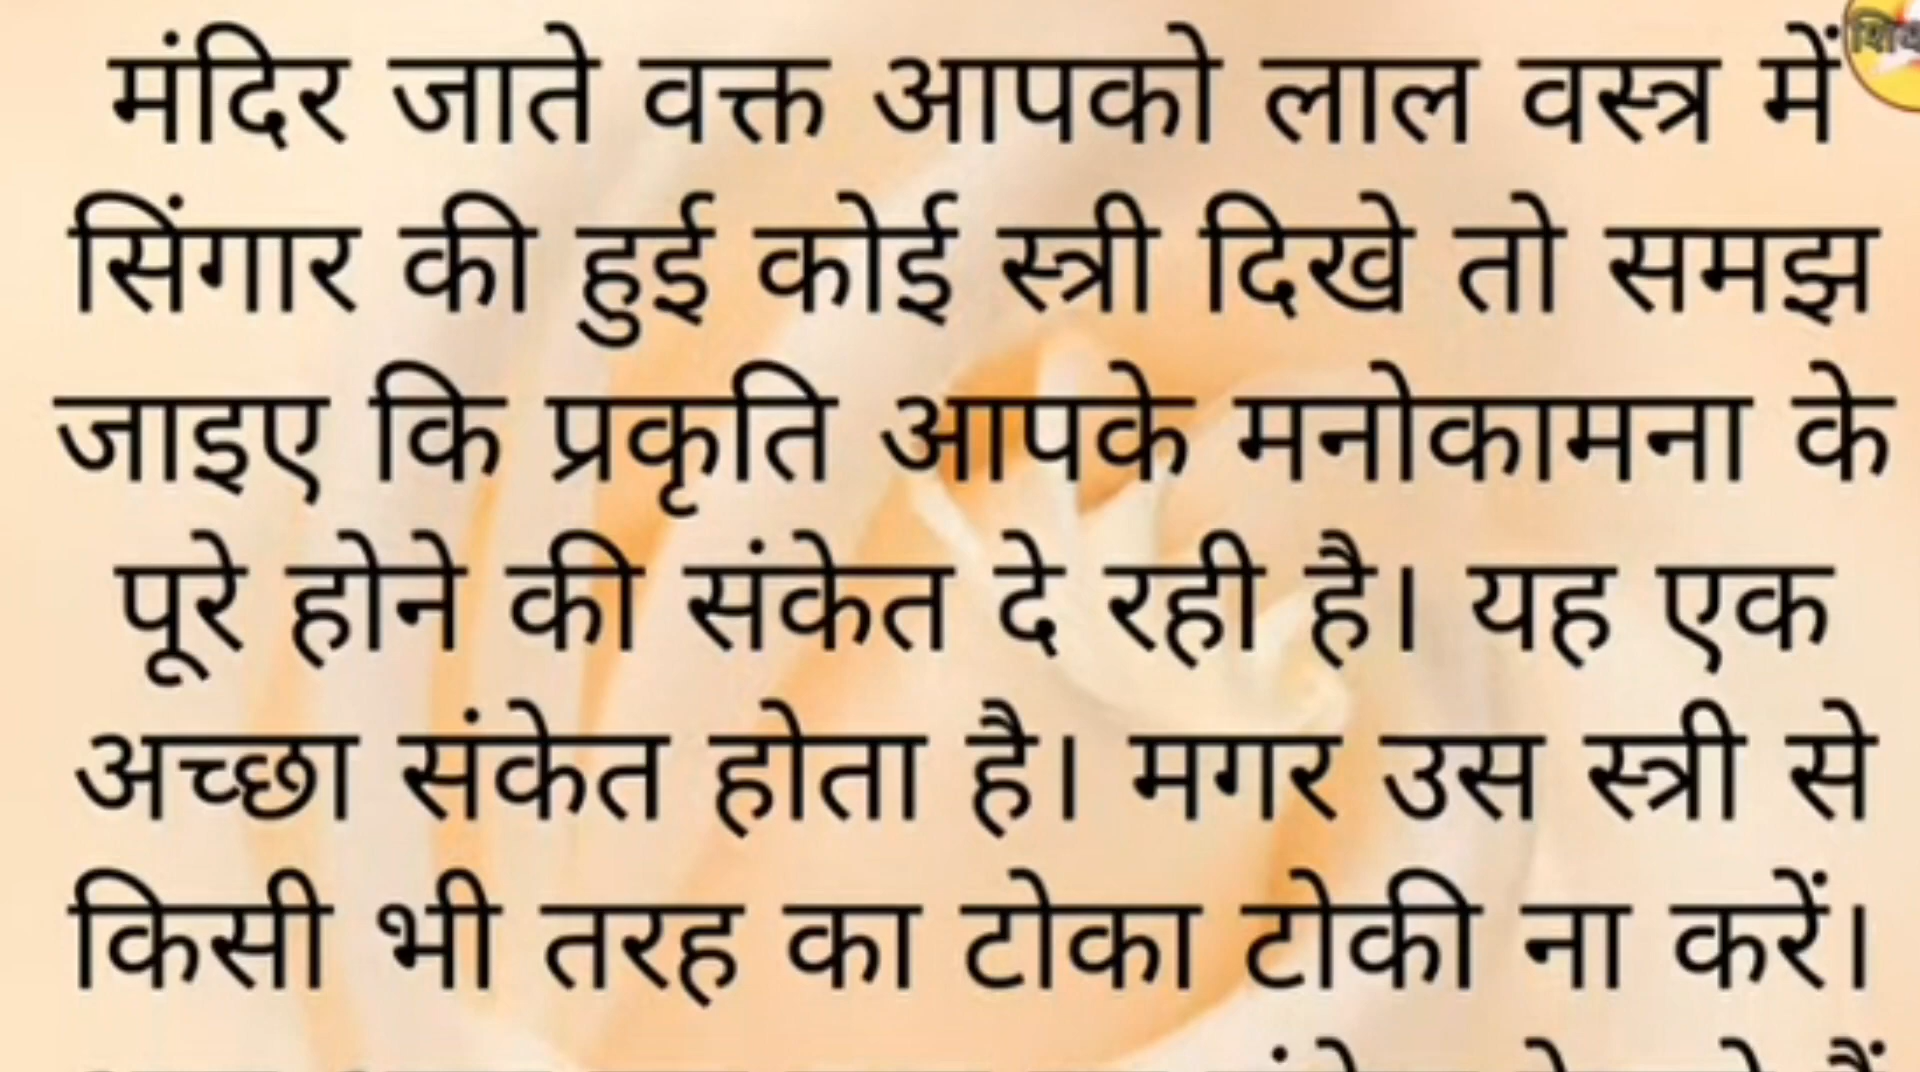 मंदिर जाते वक्त आपको लाल वस्त्र में
सिंगार की हुई कोई स्त्री दिखे तो समझ
जाइए कि प्रकृति आपके मनोकामना के
पूरे होने की संकेत दे रही है। यह एक
अच्छा संकेत होता है। मगर उस स्त्री से
किसी भी तरह का टोका टोकी ना करें।